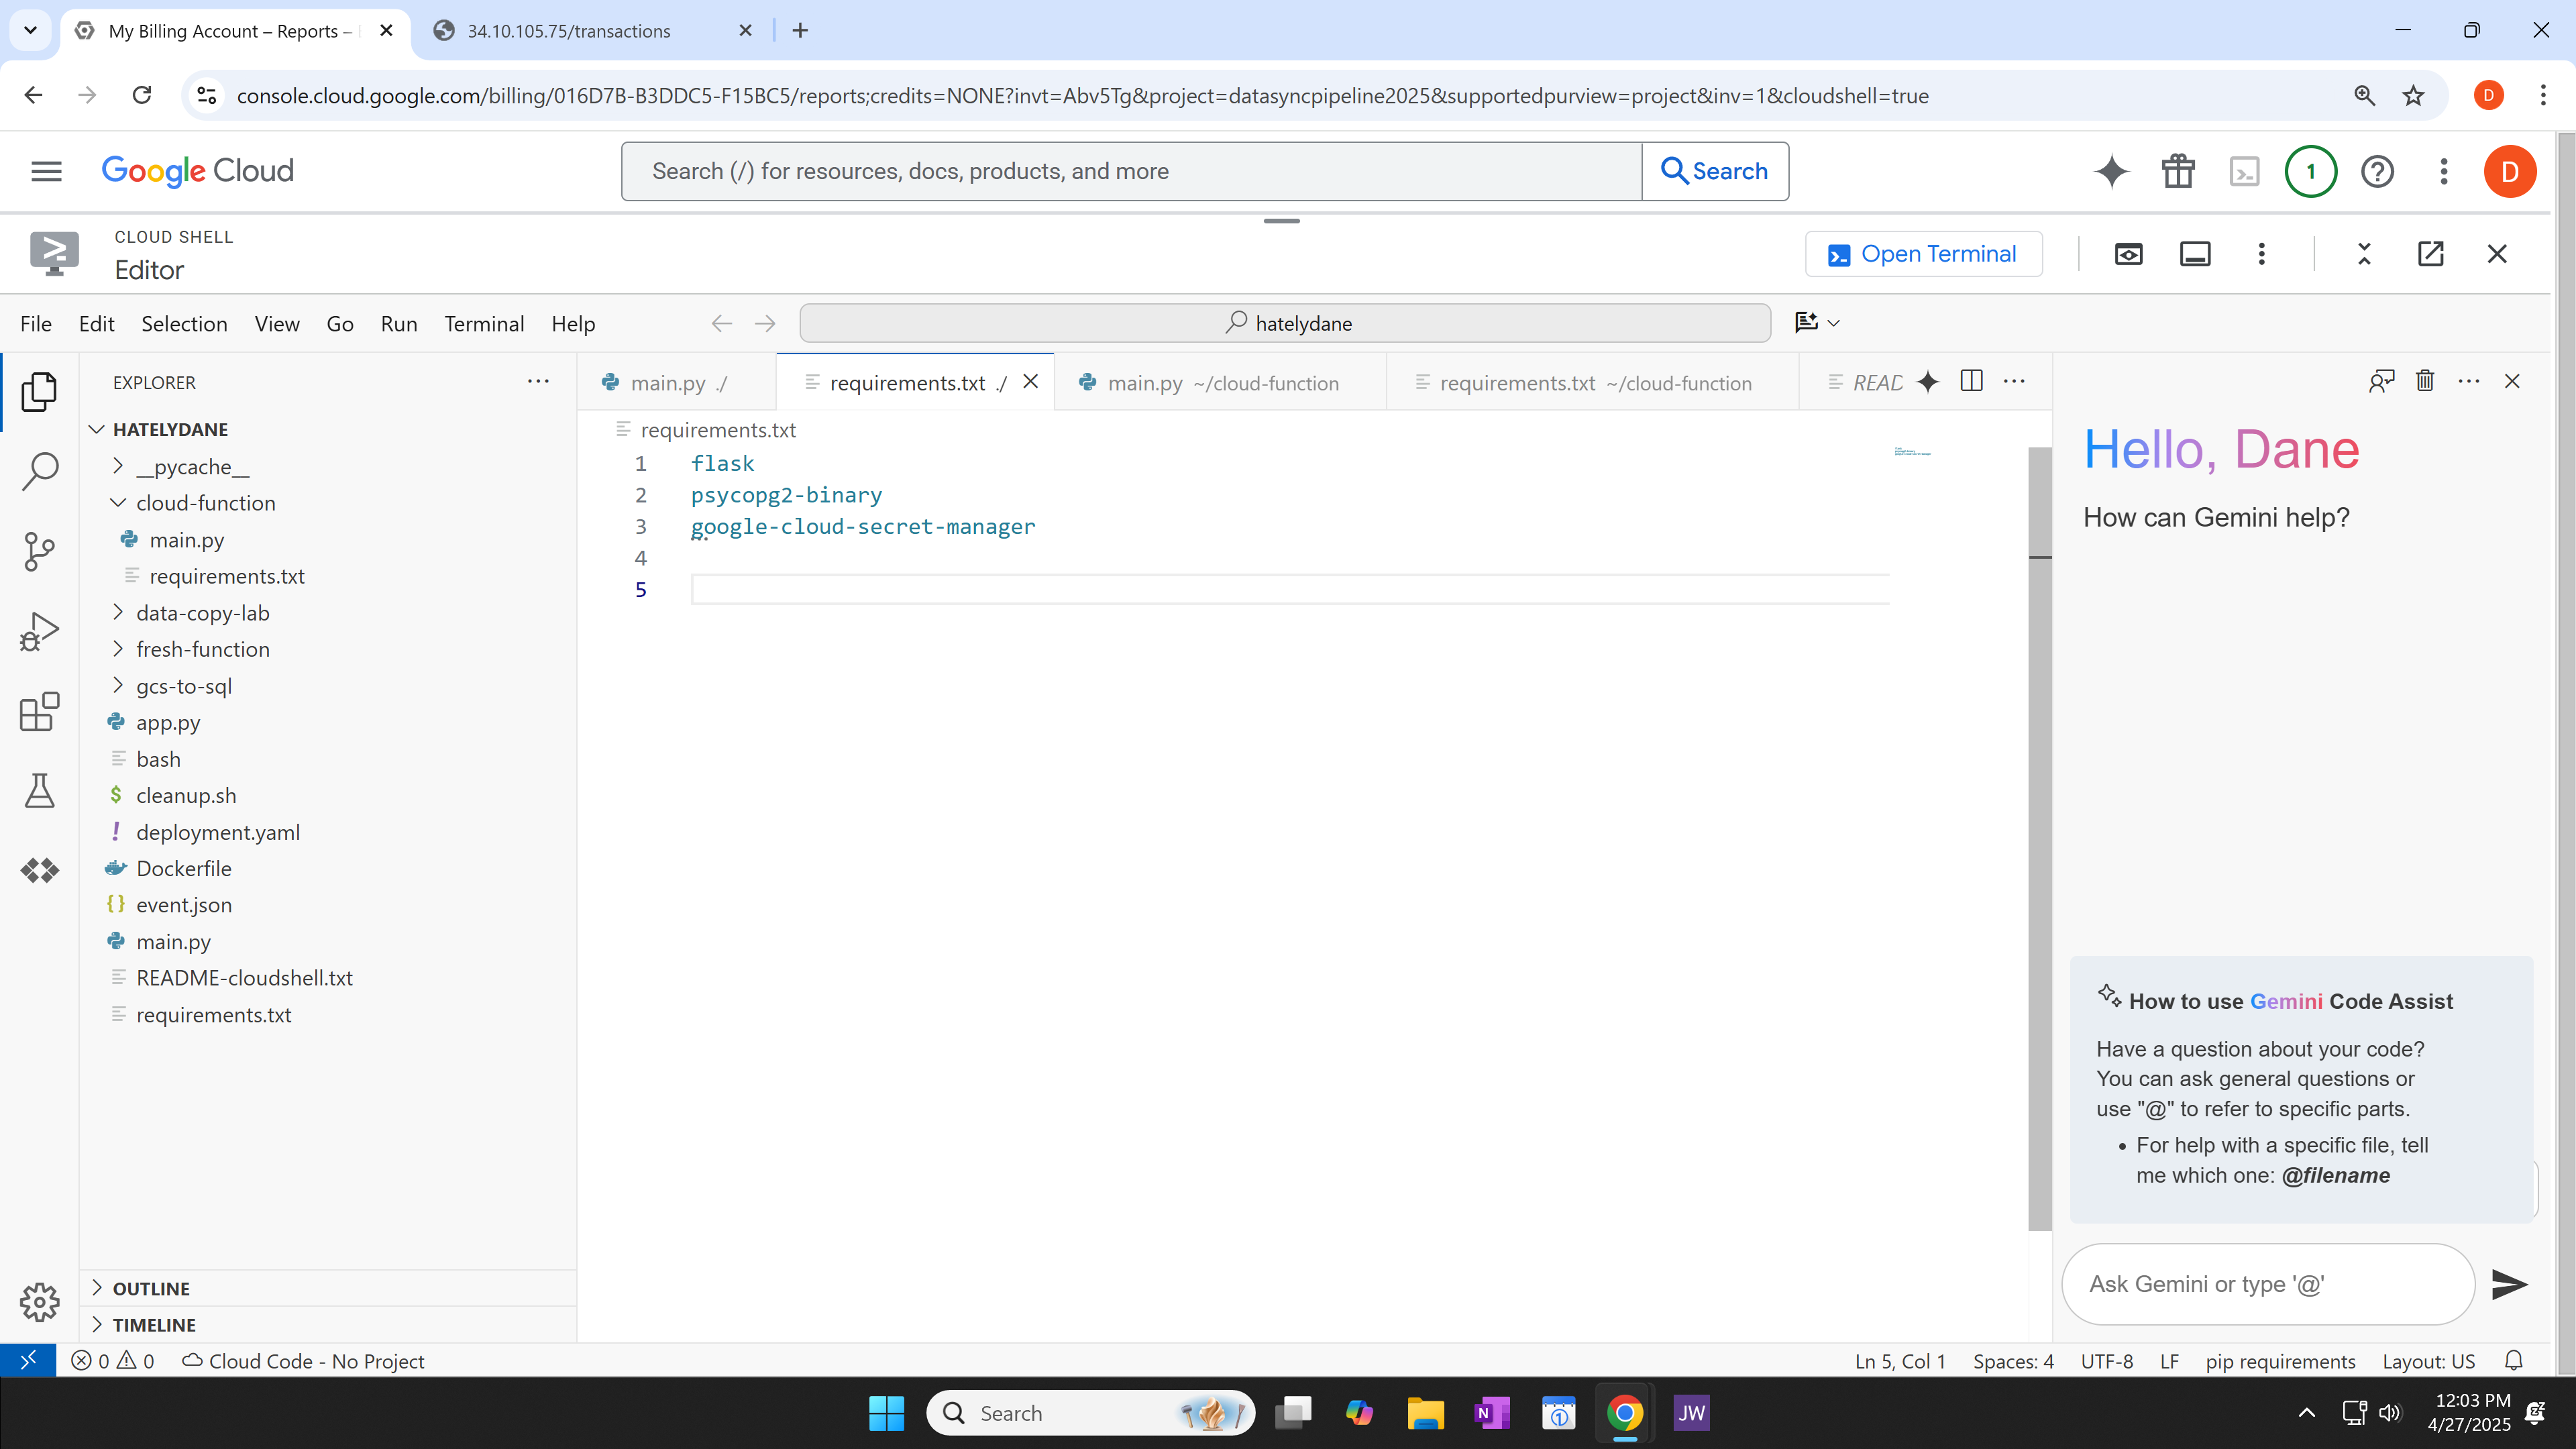 My Billing Account – Reports –
34.10.105.75/transactions
console.cloud.google.com/billing/016D7B-B3DDC5-F15BC5/reports;credits=NONE?invt=Abv5Tg&project=datasyncpipeline2025&supportedpurview=project&inv=1&cloudshell=true
D
Google Cloud
Search (/) for resources, docs, products, and more
Search
1
D
CLOUD SHELL
Editor
Open Terminal
File Edit Selection View Go Run Terminal Help
hatelydane
EXPLORER
main.py ./
requirements.txt ./
main.py ~/cloud-function
requirements.txt ~/cloud-function
READ
HATELYDANE
__pycache__
cloud-function
main.py
requirements.txt
data-copy-lab
fresh-function
gcs-to-sql
app.py
bash
cleanup.sh
deployment.yaml
Dockerfile
event.json
main.py
README-cloudshell.txt
requirements.txt
OUTLINE
TIMELINE
requirements.txt
1 flask
2 psycopg2-binary
3 google-cloud-secret-manager
4
5
Hello, Dane
How can Gemini help?
How to use Gemini Code Assist
Have a question about your code?
You can ask general questions or
use "@" to refer to specific parts.
• For help with a specific file, tell
me which one: @filename
Ask Gemini or type '@'
0 0 Cloud Code - No Project
Ln 5, Col 1 Spaces: 4 UTF-8 LF pip requirements Layout: US
Search
N
JW
12:03 PM
4/27/2025